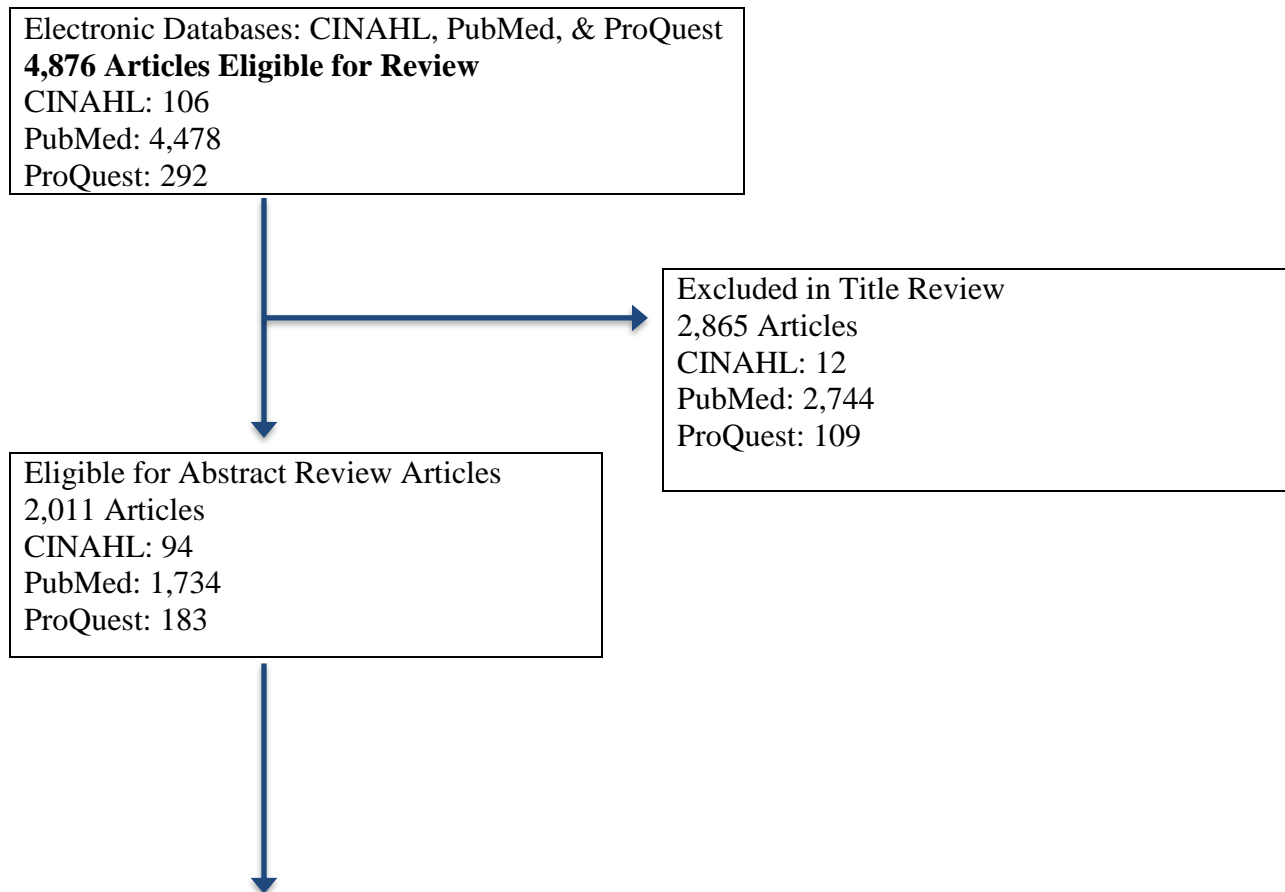 Electronic Databases: CINAHL, PubMed, & ProQuest
4,876 Articles Eligible for Review
CINAHL: 106
PubMed: 4,478
ProQuest: 292
Excluded in Title Review
2,865 Articles
CINAHL: 12
PubMed: 2,744
ProQuest: 109
Eligible for Abstract Review Articles
2,011 Articles
CINAHL: 94
PubMed: 1,734
ProQuest: 183